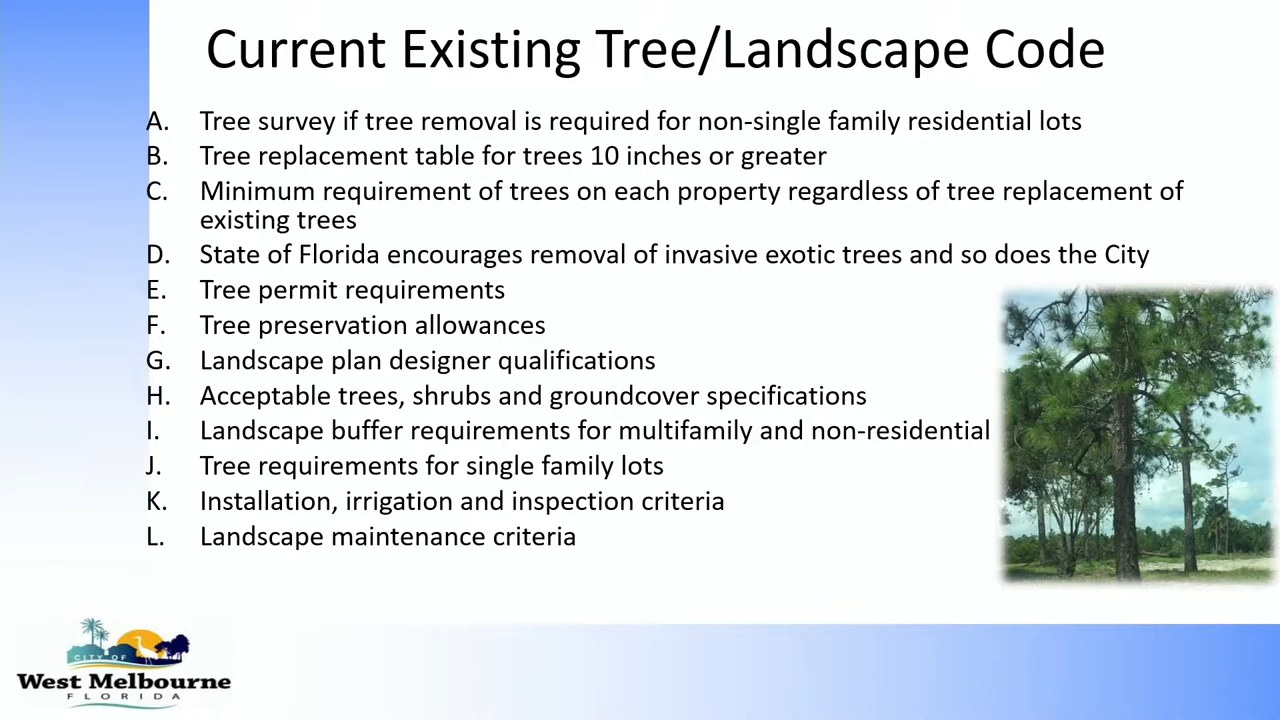 Current Existing Tree/Landscape Code
A. Tree survey if tree removal is required for non-single family residential lots
B. Tree replacement table for trees 10 inches or greater
C. Minimum requirement of trees on each property regardless of tree replacement of
existing trees
D. State of Florida encourages removal of invasive exotic trees and so does the City
E. Tree permit requirements
F. Tree preservation allowances
G. Landscape plan designer qualifications
H. Acceptable trees, shrubs and groundcover specifications
I. Landscape buffer requirements for multifamily and non-residential
J. Tree requirements for single family lots
K. Installation, irrigation and inspection criteria
L. Landscape maintenance criteria
CITY OF
West Melbourne
FLORIDA